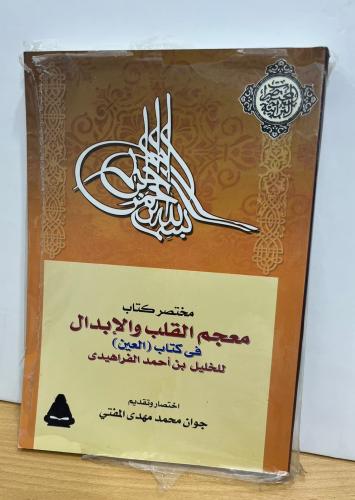 بسم الله الرحمن الرحيم
مختصر كتاب
معجم القلب والإبدال
فى كتاب (العين)
للخليل بن أحمد الفراهيدى
اختصار وتقديم
جوان محمد مهدى المفتي